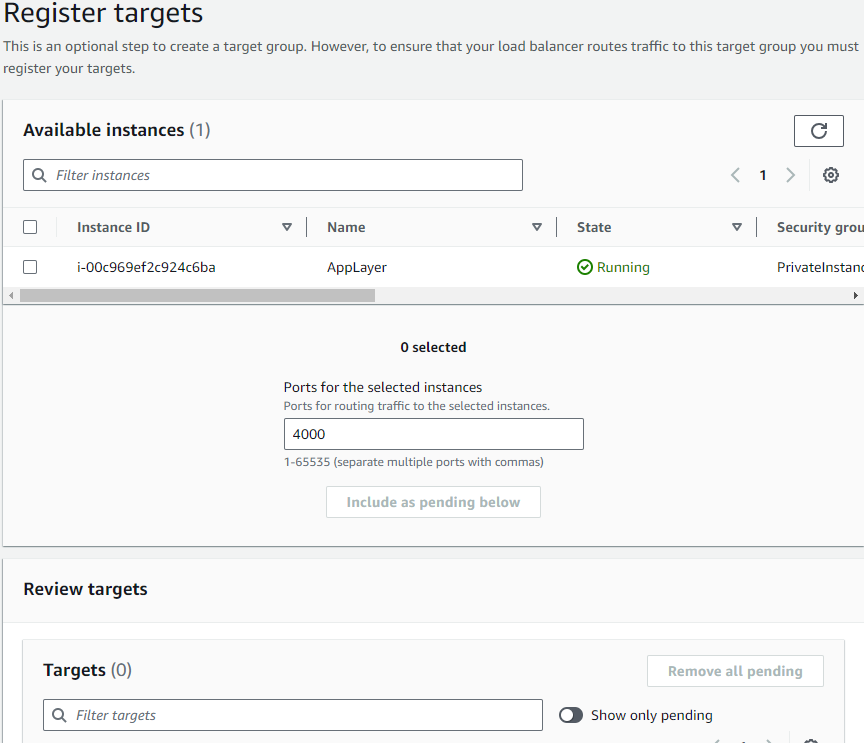 Register targets
This is an optional step to create a target group. However, to ensure that your load balancer routes traffic to this target group you must
register your targets.
Available instances (1)
Filter instances
1
Instance ID Name State Security grou
i-00c969ef2c924c6ba AppLayer Running PrivateInstanc
0 selected
Ports for the selected instances
Ports for routing traffic to the selected instances.
4000
1-65535 (separate multiple ports with commas)
Include as pending below
Review targets
Targets (0) Remove all pending
Filter targets Show only pending